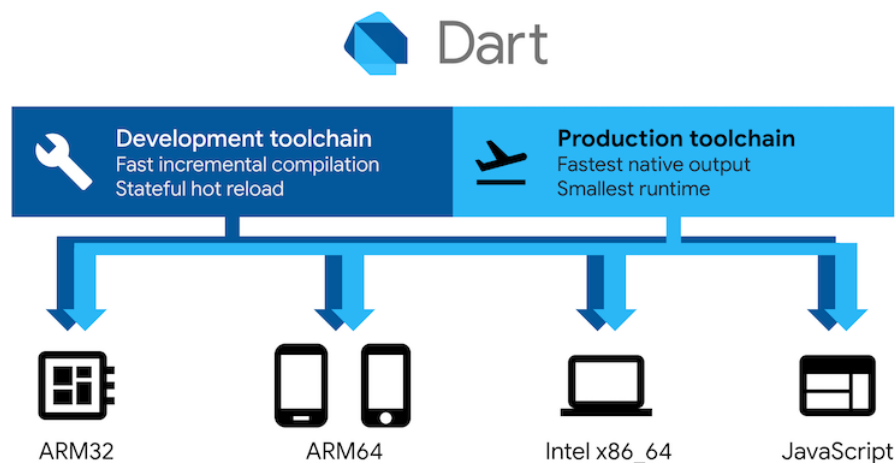 Dart
Development toolchain
Fast incremental compilation
Stateful hot reload
Production toolchain
Fastest native output
Smallest runtime
ARM32
ARM64
Intel x86_64
JavaScript